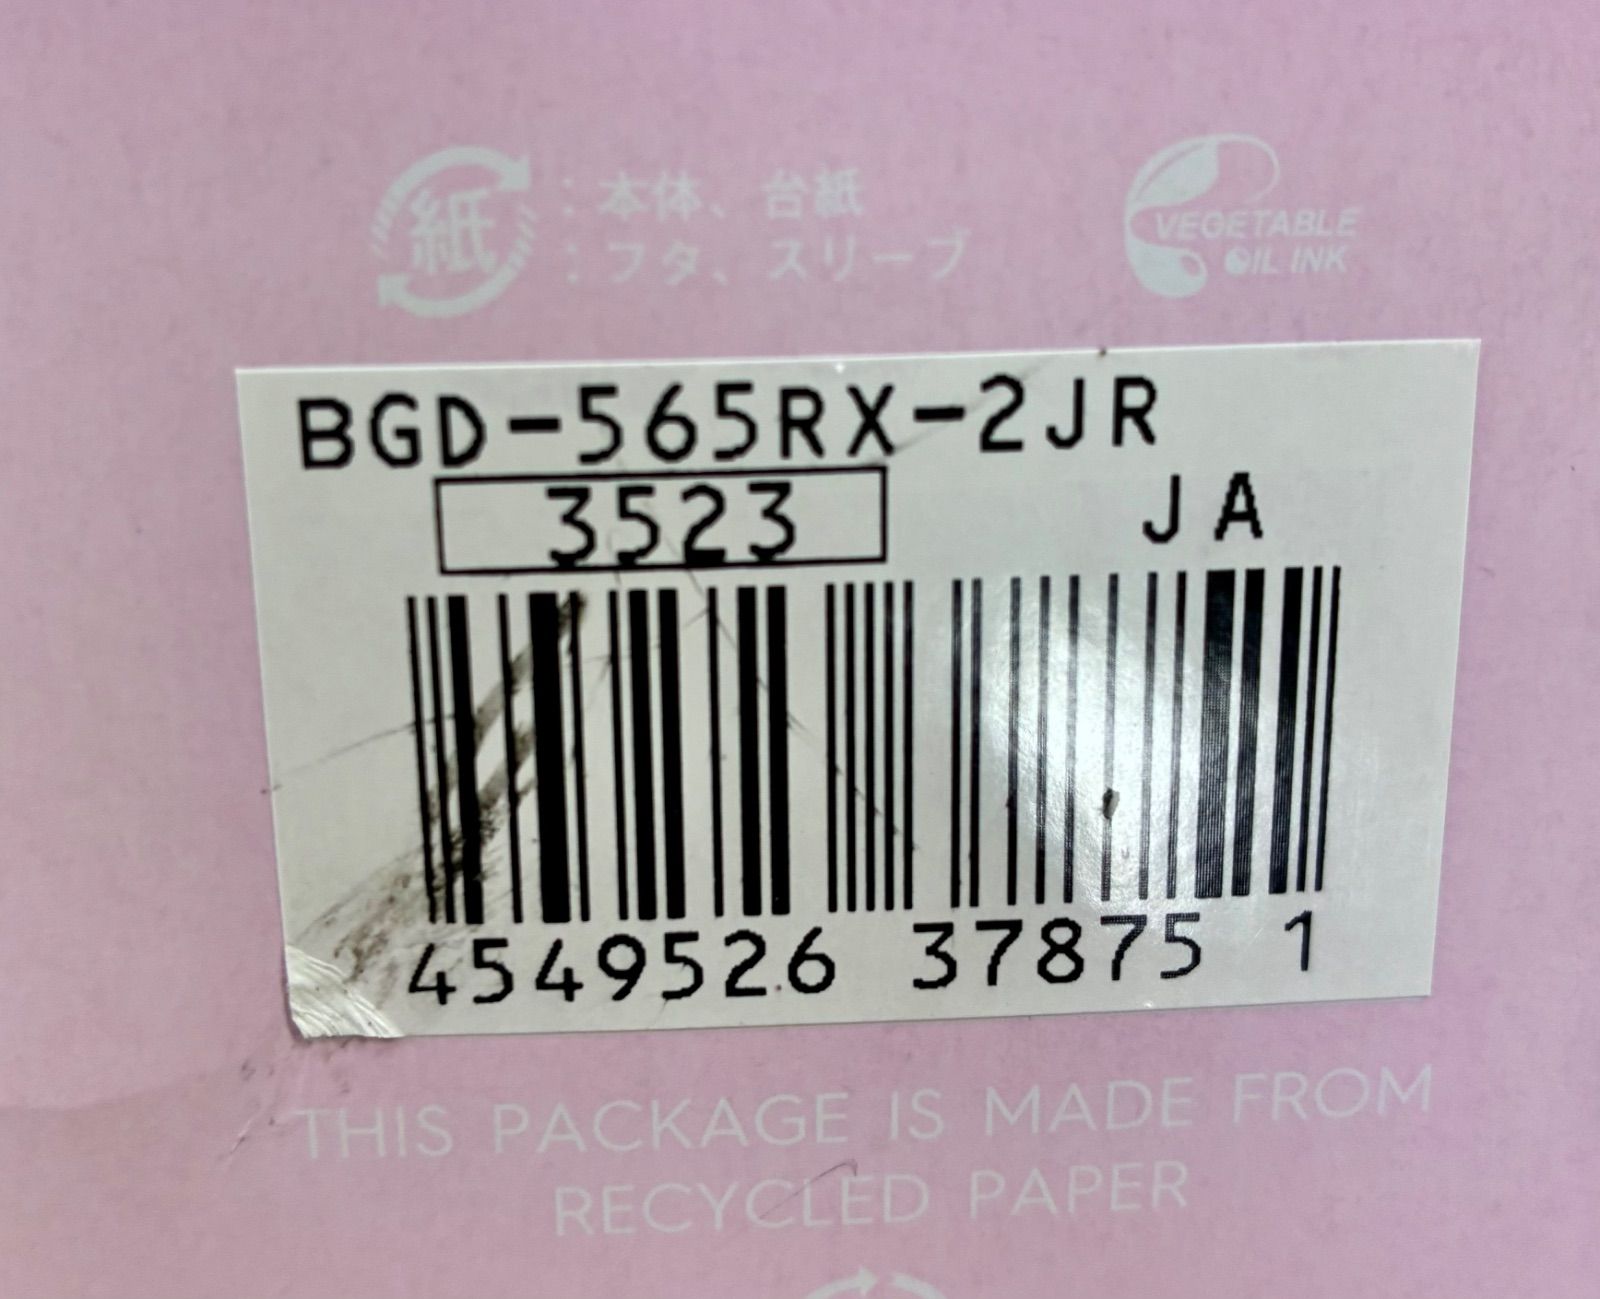 紙 : 本体、台紙
: フタ、スリーブ
VEGETABLE
OIL INK
BGD-565RX-2JR
3523
JA
4549526 37875 1
THIS PACKAGE IS MADE FROM
RECYCLED PAPER